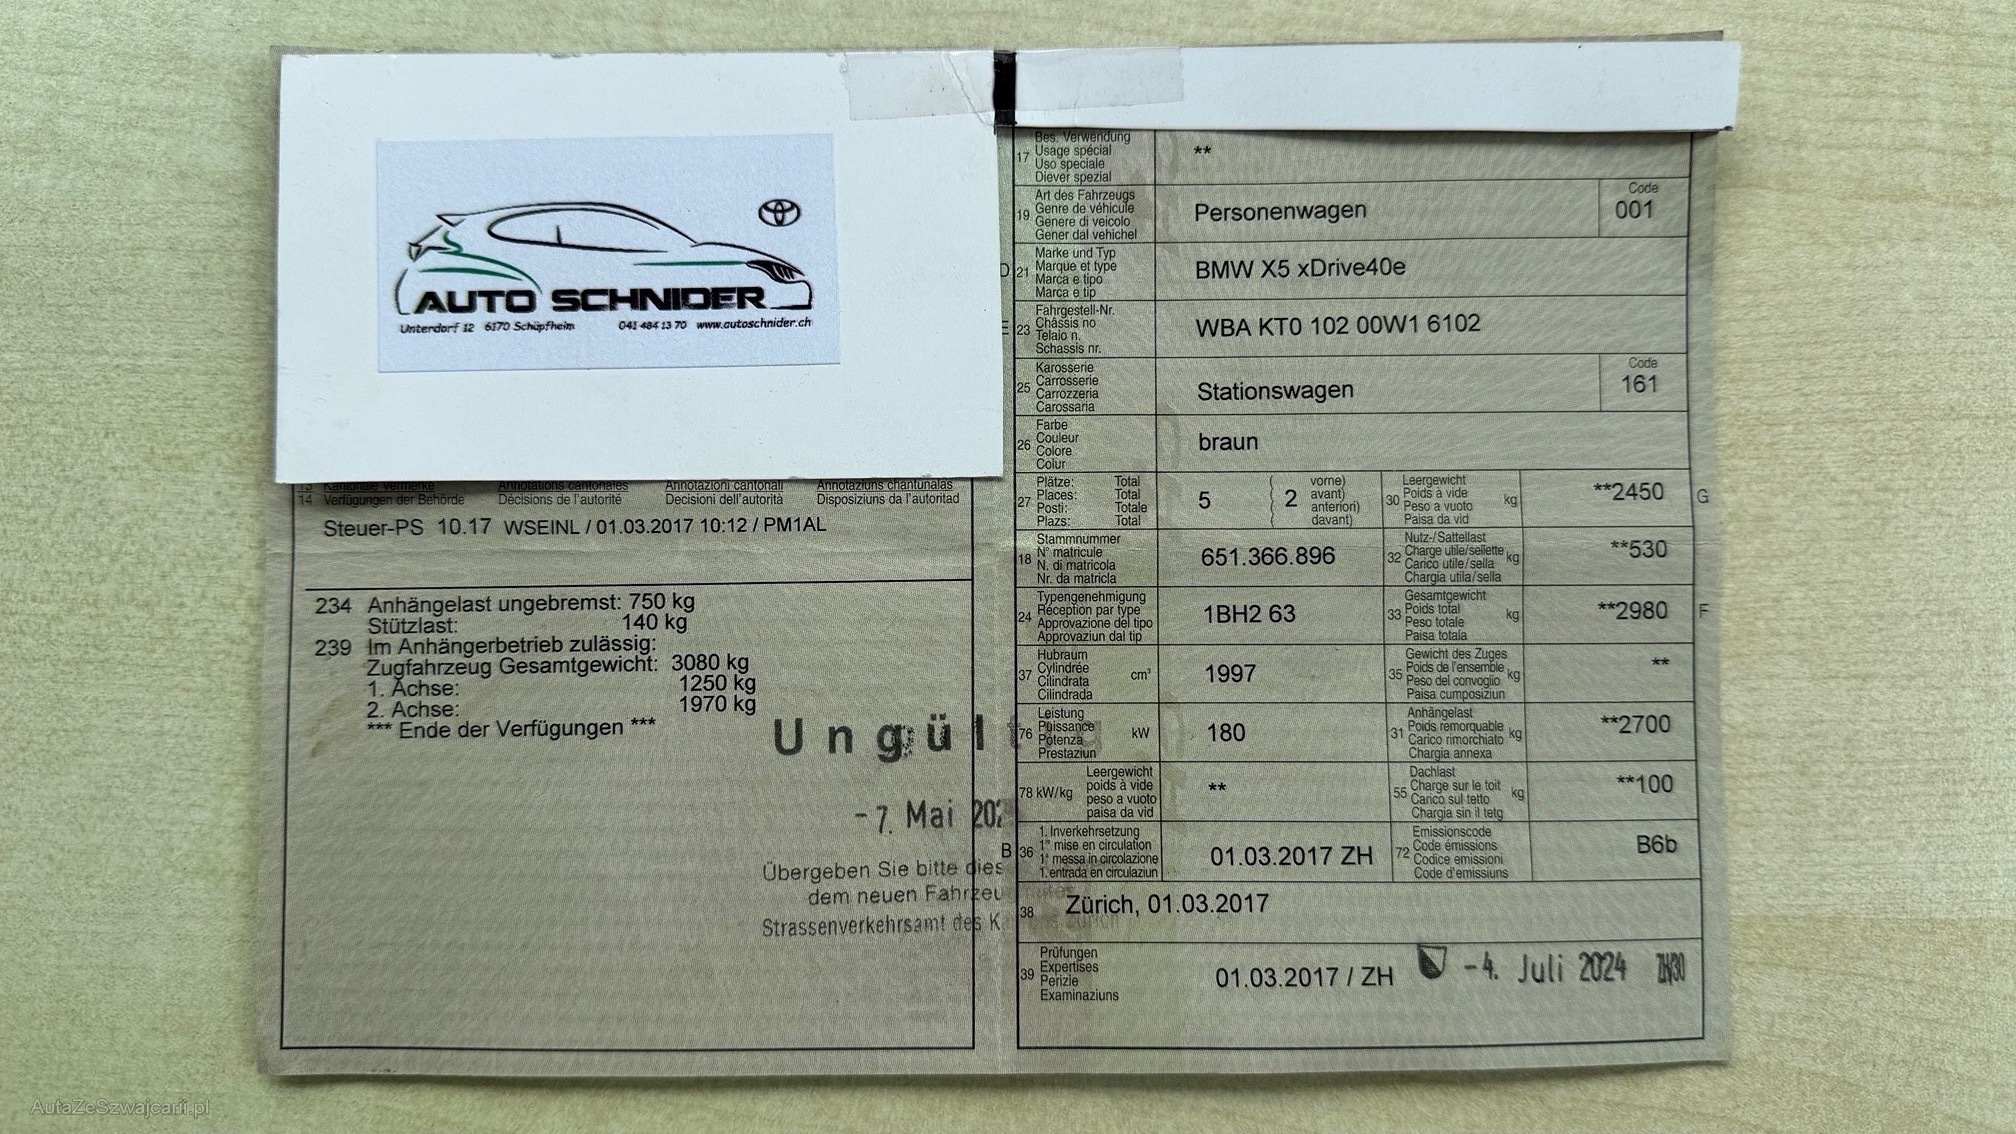 AUTO SCHNIDER
Unterdorf 12 6170 Schüpfheim 041 484 13 70 www.autoschnider.ch
13 Kantonale Vermerke Annotations cantonales Annotazioni cantonali Annotaziuns chantunalas
14 Verfügungen der Behörde Décisions de l'autorité Decisioni dell'autorità Disposiziuns da l'autoritad
Steuer-PS 10.17 WSEINL / 01.03.2017 10:12 / PM1AL
234 Anhängelast ungebremst: 750 kg
Stützlast: 140 kg
239 Im Anhängerbetrieb zulässig:
Zugfahrzeug Gesamtgewicht: 3080 kg
1. Achse: 1250 kg
2. Achse: 1970 kg
*** Ende der Verfügungen ***
Ungült
-7. Mai 202
Übergeben Sie bitte dies
dem neuen Fahrzeu
Strassenverkehrsamt des K
17 Bes. Verwendung
Usage spécial
Uso speciale
Diever spezial
**
19 Art des Fahrzeugs
Genre de véhicule
Genere di veicolo
Gener dal vehichel
Personenwagen
Code
001
D 21 Marke und Typ
Marque et type
Marca e tipo
Marca e tip
BMW X5 xDrive40e
E 23 Fahrgestell-Nr.
Châssis no
Telaio n.
Schassis nr.
WBA KT0 102 00W1 6102
25 Karosserie
Carrosserie
Carrozzeria
Carossaria
Stationswagen
Code
161
26 Farbe
Couleur
Colore
Colur
braun
27 Plätze: Total
Places: Total
Posti: Totale
Plazs: Total
5
( vorne)
( 2 avant)
( anteriori)
( davant)
30 Leergewicht
Poids à vide
Peso a vuoto
Paisa da vid
kg
**2450 G
18 Stammnummer
N° matricule
N. di matricola
Nr. da matricla
651.366.896
32 Nutz-/Sattellast
Charge utile/sellette
Carico utile/sella
Chargia utila/sella
kg
**530
24 Typengenehmigung
Réception par type
Approvazione del tipo
Approvaziun dal tip
1BH2 63
33 Gesamtgewicht
Poids total
Peso totale
Paisa totala
kg
**2980 F
37 Hubraum
Cylindrée
Cilindrata
Cilindrada
cm³
1997
35 Gewicht des Zuges
Poids de l'ensemble
Peso del convoglio
Paisa cumposiziun
kg
**
76 Leistung
Puissance
Potenza
Prestaziun
kW
180
31 Anhängelast
Poids remorquable
Carico rimorchiato
Chargia annexa
kg
**2700
78 kW/kg Leergewicht
poids à vide
peso a vuoto
paisa da vid
**
55 Dachlast
Charge sur le toit
Carico sul tetto
Chargia sin il tetg
kg
**100
B 36 1. Inverkehrsetzung
1re mise en circulation
1a messa in circolazione
1. entrada en circulaziun
01.03.2017 ZH
72 Emissionscode
Code émissions
Codice emissioni
Code d'emissiuns
B6b
38 Zürich, 01.03.2017
39 Prüfungen
Expertises
Perizie
Examinaziuns
01.03.2017 / ZH
-4. Juli 2024
AutaZeSzwajcarii.pl